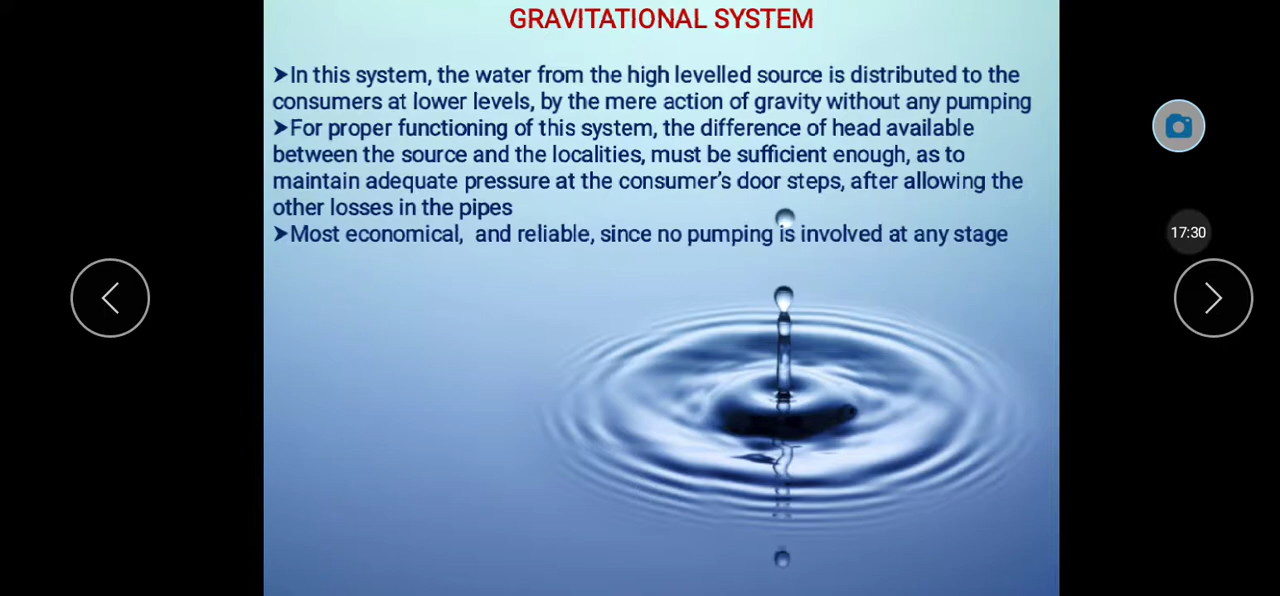 GRAVITATIONAL SYSTEM
➤In this system, the water from the high levelled source is distributed to the
consumers at lower levels, by the mere action of gravity without any pumping
➤For proper functioning of this system, the difference of head available
between the source and the localities, must be sufficient enough, as to
maintain adequate pressure at the consumer’s door steps, after allowing the
other losses in the pipes
➤Most economical,  and reliable, since no pumping is involved at any stage
17:30